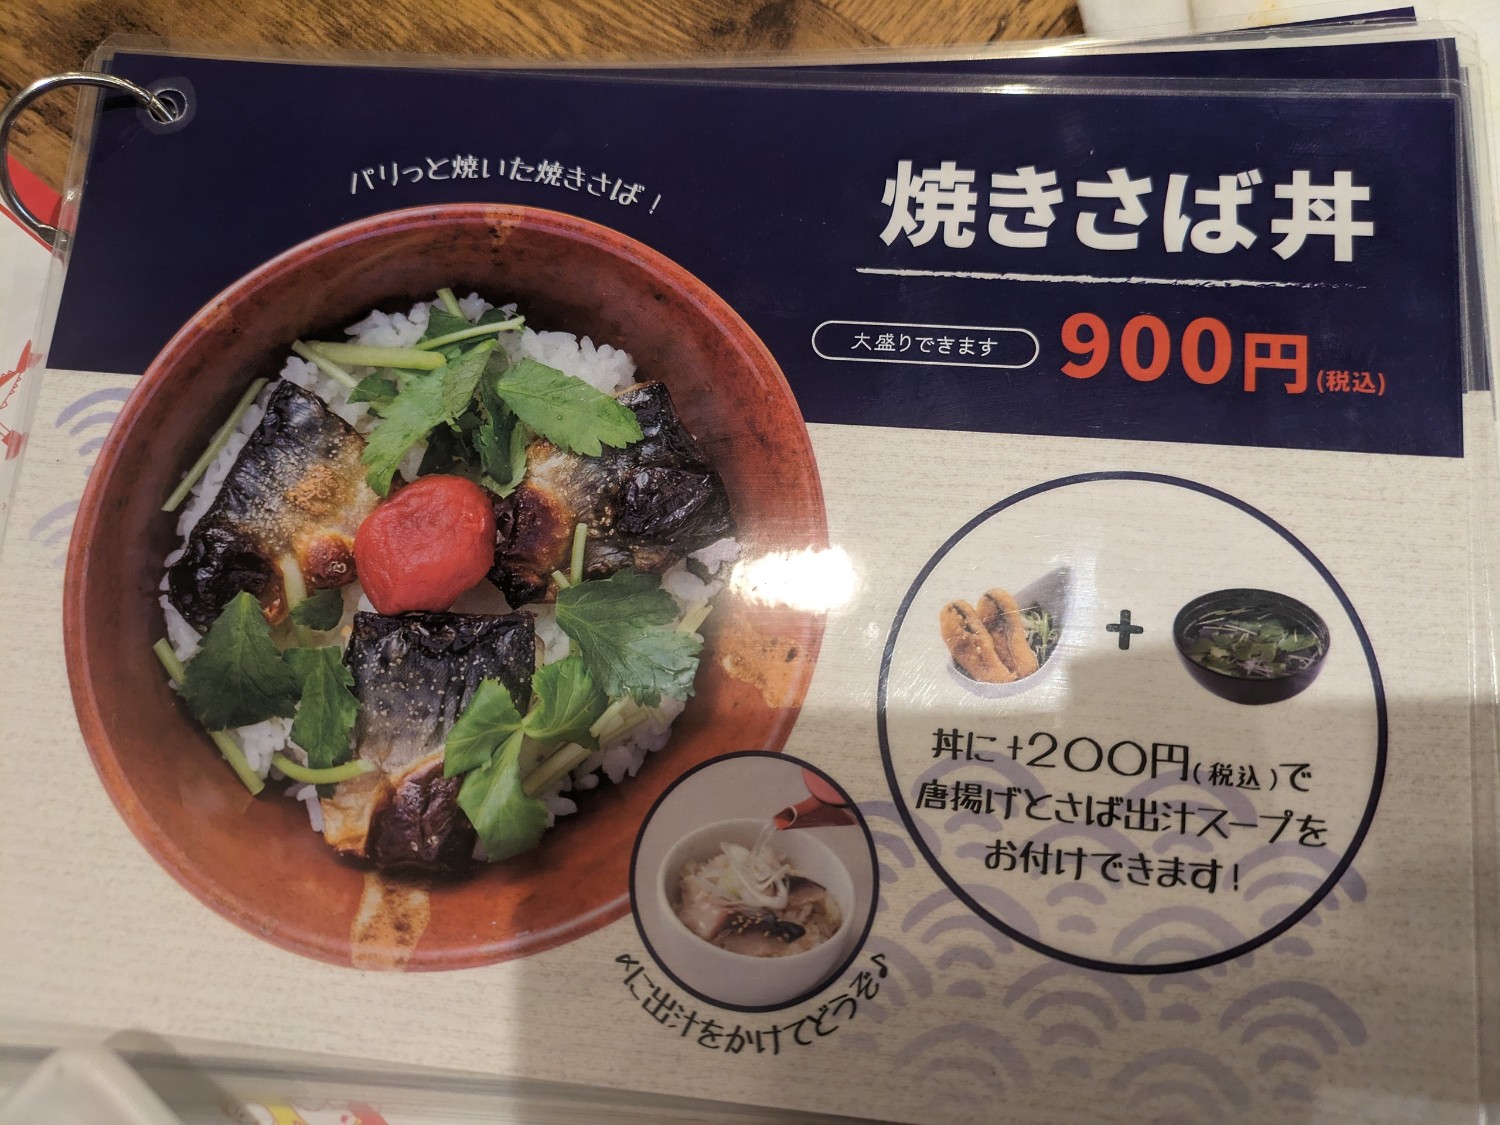 パリっと焼いた焼きさば！
焼きさば丼
大盛りできます
900円(税込)
+
丼に+200円(税込)で
唐揚げとさば出汁スープを
お付けできます！
〆に出汁をかけてどうぞ♪